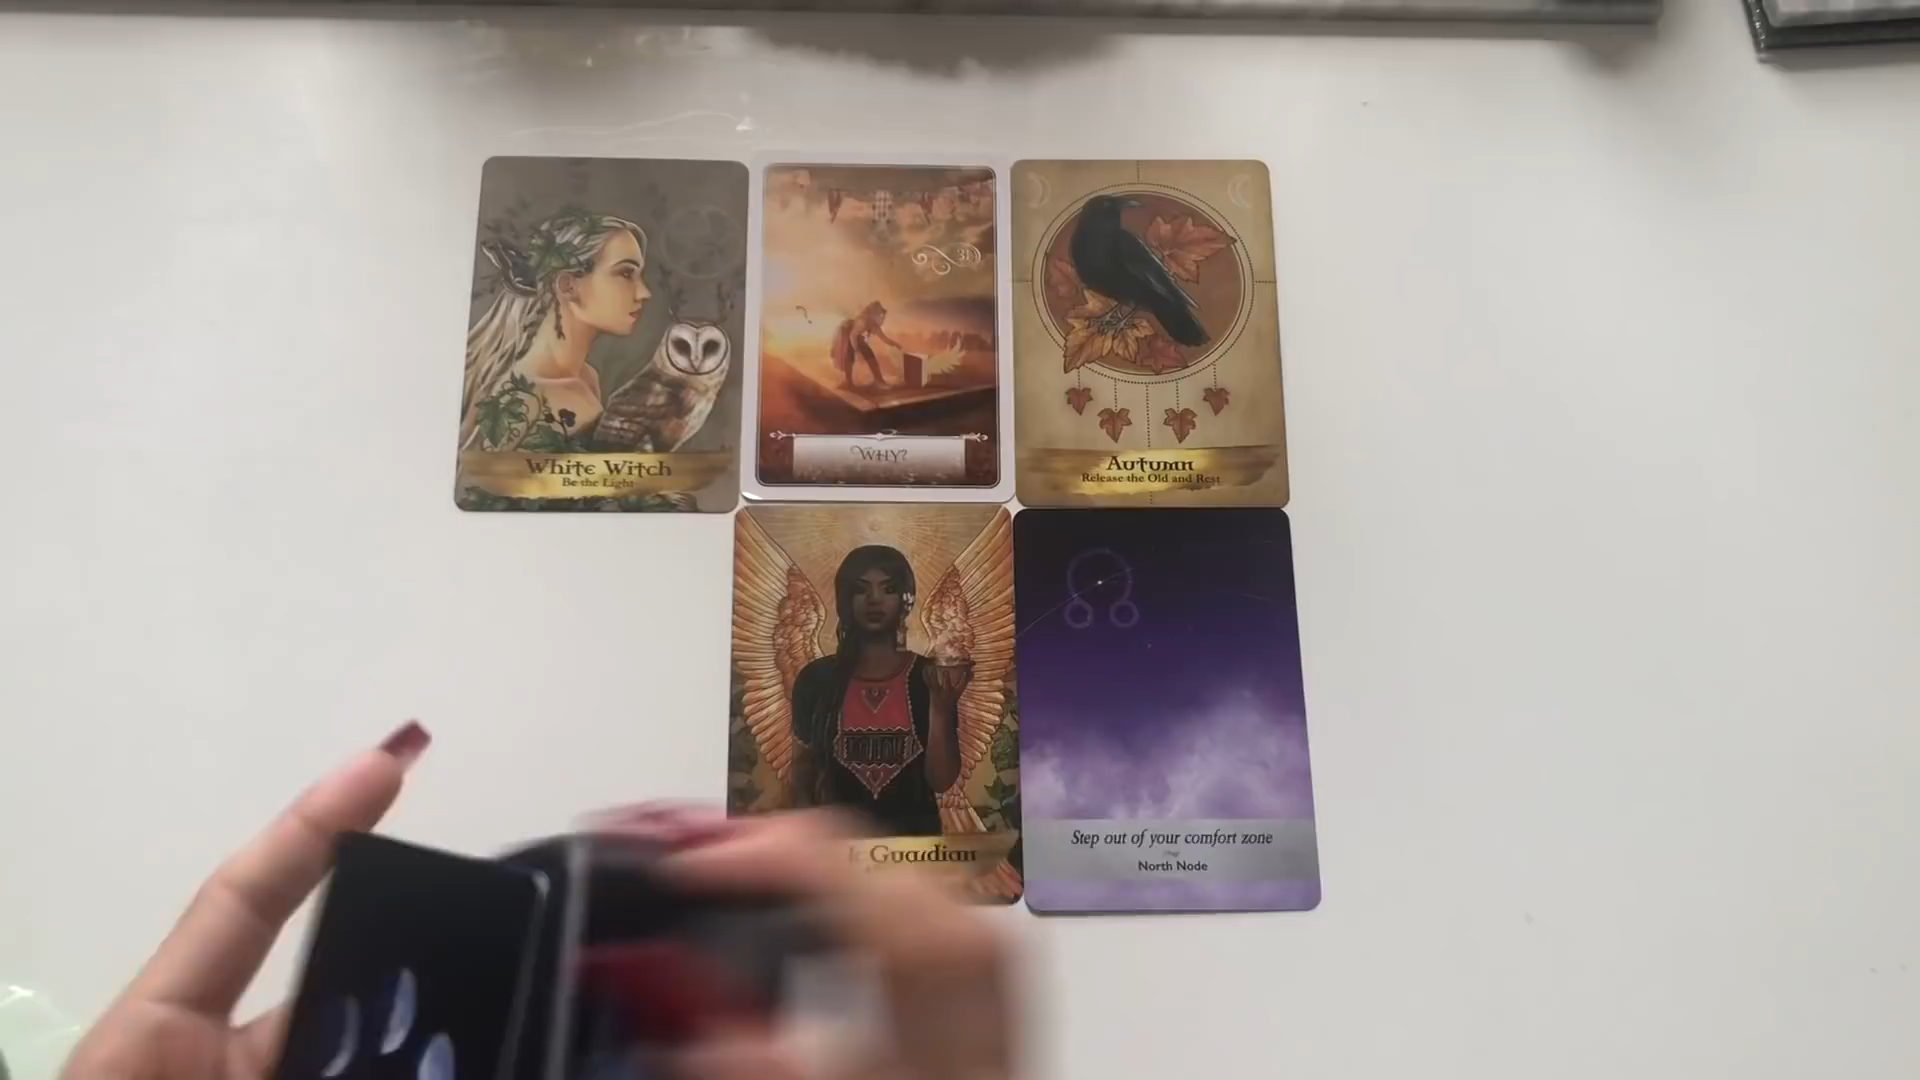 White Witch
Be the Light
31
WHY?
Autumn
Release the Old and Rest
Guardian
Step out of your comfort zone
North Node